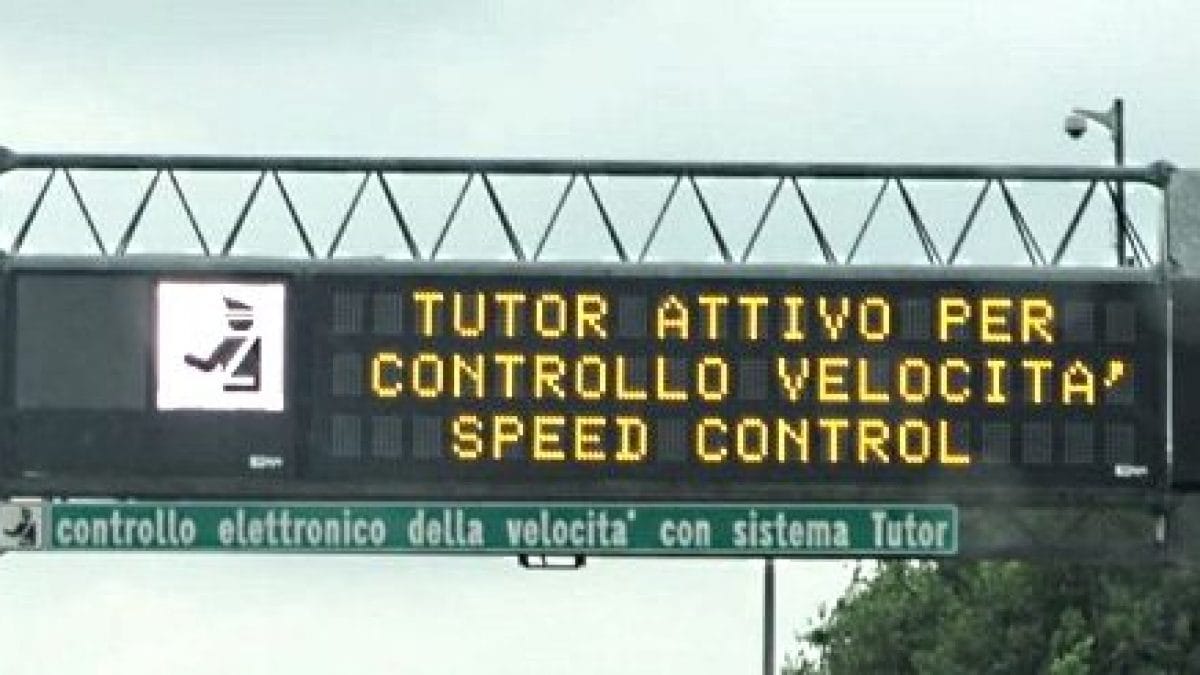 TUTOR ATTIVO PER
CONTROLLO VELOCITA'
SPEED CONTROL
controllo elettronico della velocita' con sistema Tutor